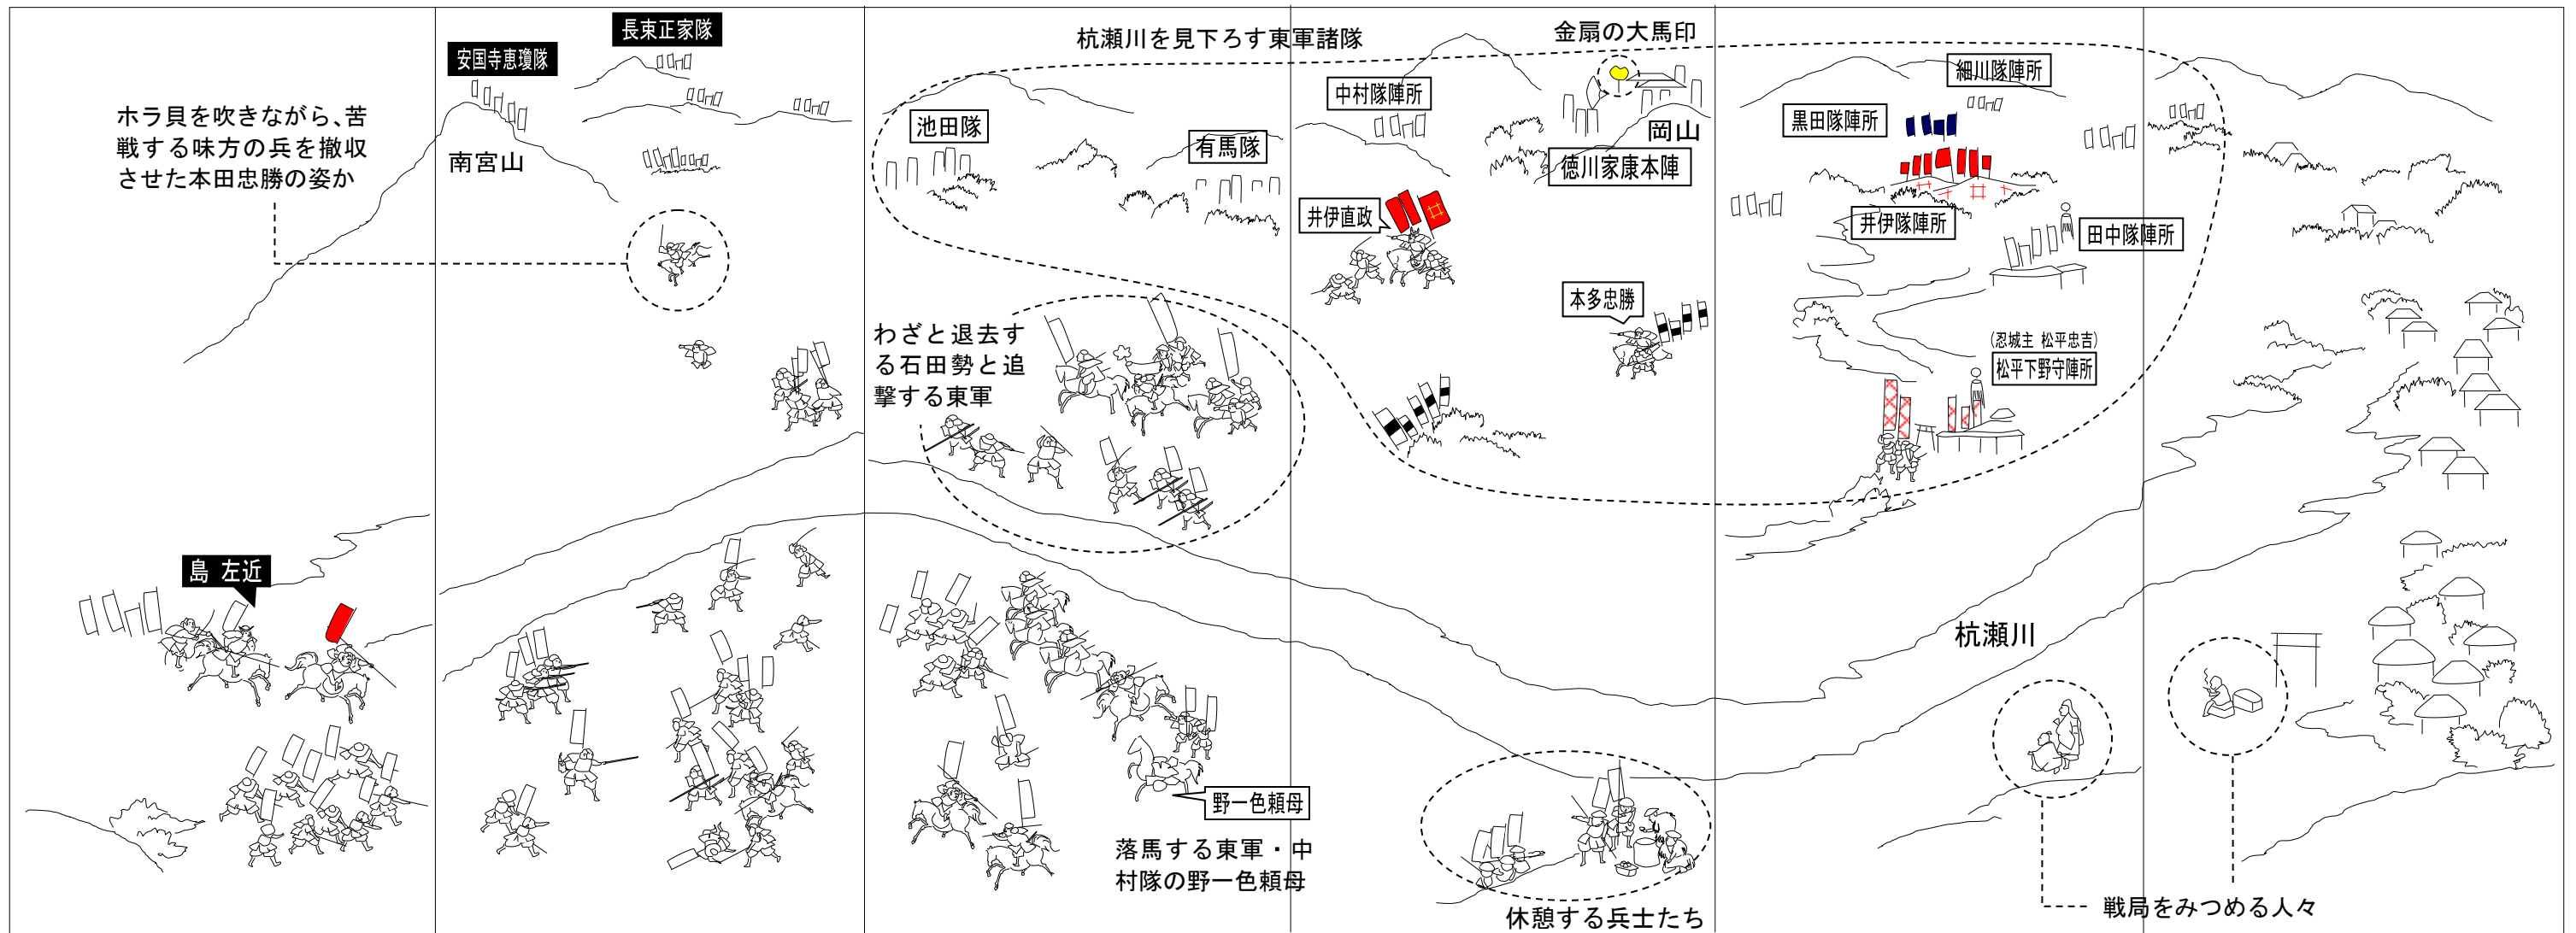 長束正家隊
安国寺恵瓊隊
ホラ貝を吹きながら、苦
戦する味方の兵を撤収
させた本田忠勝の姿か
南宮山
杭瀬川を見下ろす東軍諸隊
金扇の大馬印
池田隊
有馬隊
中村隊陣所
岡山
徳川家康本陣
細川隊陣所
黒田隊陣所
井伊直政
井伊隊陣所
田中隊陣所
本多忠勝
(忍城主 松平忠吉)
松平下野守陣所
わざと退去す
る石田勢と追
撃する東軍
島 左近
杭瀬川
野一色頼母
落馬する東軍・中
村隊の野一色頼母
休憩する兵士たち
戦局をみつめる人々